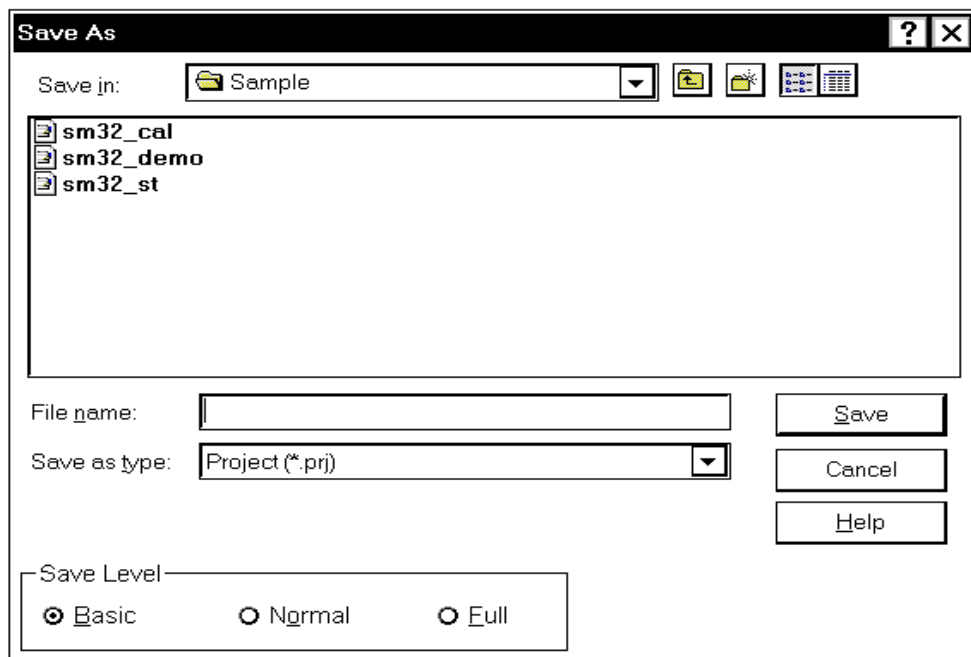 Save As
Save in: Sample
sm32_cal
sm32_demo
sm32_st
File name:
Save
Save as type: Project (*.prj)
Cancel
Help
Save Level
Basic Normal Full